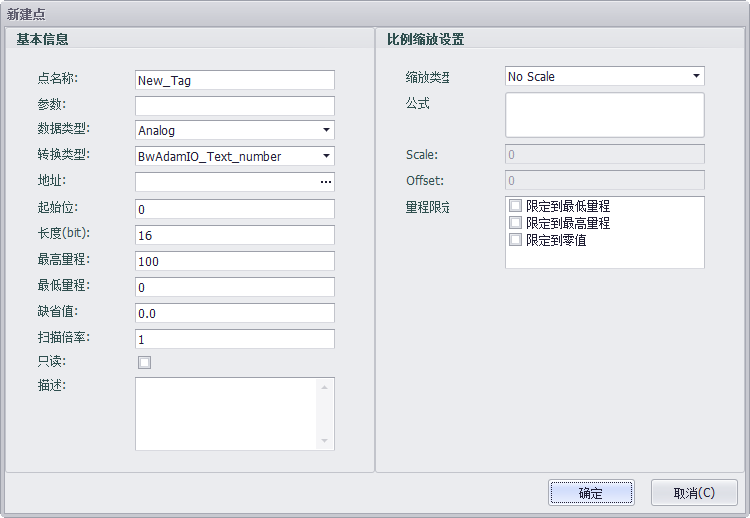 新建点
基本信息
点名称: New_Tag
参数:
数据类型: Analog
转换类型: BwAdamIO_Text_number
地址: ...
起始位: 0
长度(bit): 16
最高量程: 100
最低量程: 0
缺省值: 0.0
扫描倍率: 1
只读:
描述:
比例缩放设置
缩放类型 No Scale
公式
Scale: 0
Offset: 0
量程限定 限定到最低量程
限定到最高量程
限定到零值
确定 取消(C)